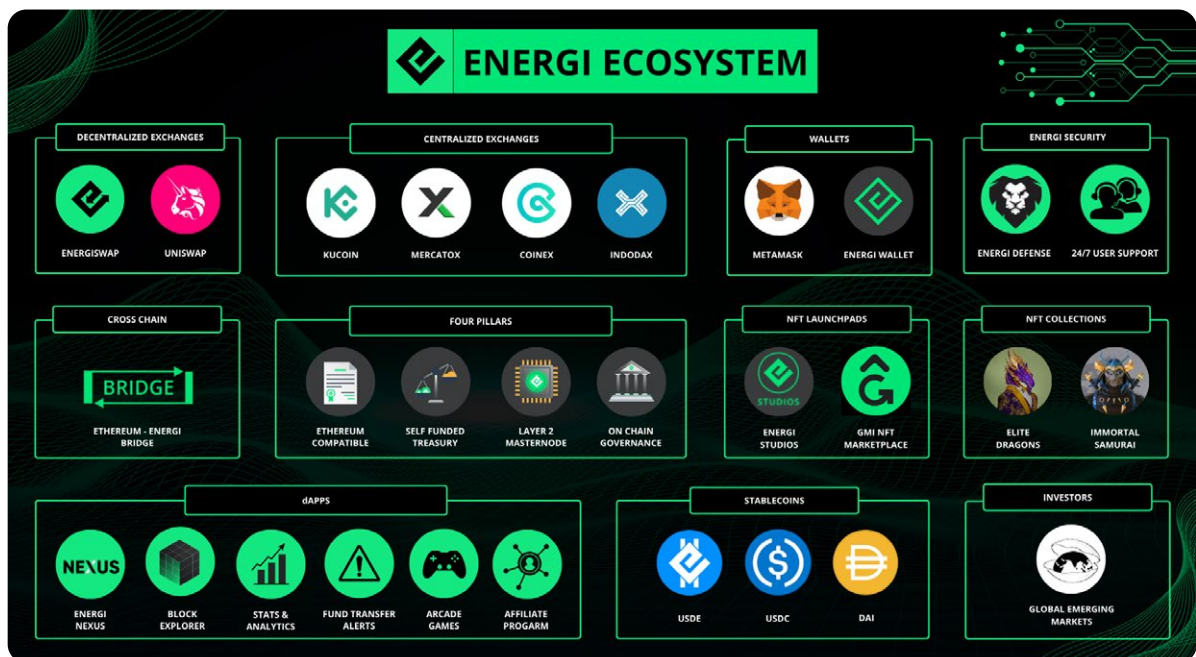 ENERGI ECOSYSTEM
DECENTRALIZED EXCHANGES
ENERGISWAP
UNISWAP
CENTRALIZED EXCHANGES
KUCOIN
MERCATOX
COINEX
INDODAX
WALLETS
METAMASK
ENERGI WALLET
ENERGI SECURITY
ENERGI DEFENSE
24/7 USER SUPPORT
CROSS CHAIN
BRIDGE
ETHEREUM - ENERGI
BRIDGE
FOUR PILLARS
ETHEREUM
COMPATIBLE
SELF FUNDED
TREASURY
LAYER 2
MASTERNODE
ON CHAIN
GOVERNANCE
NFT LAUNCHPADS
STUDIOS
ENERGI
STUDIOS
GMI NFT
MARKETPLACE
NFT COLLECTIONS
ELITE
DRAGONS
IMMORTAL
SAMURAI
dAPPS
NEXUS
ENERGI
NEXUS
BLOCK
EXPLORER
STATS &
ANALYTICS
FUND TRANSFER
ALERTS
ARCADE
GAMES
AFFILIATE
PROGARM
STABLECOINS
USDE
USDC
DAI
INVESTORS
GLOBAL EMERGING
MARKETS